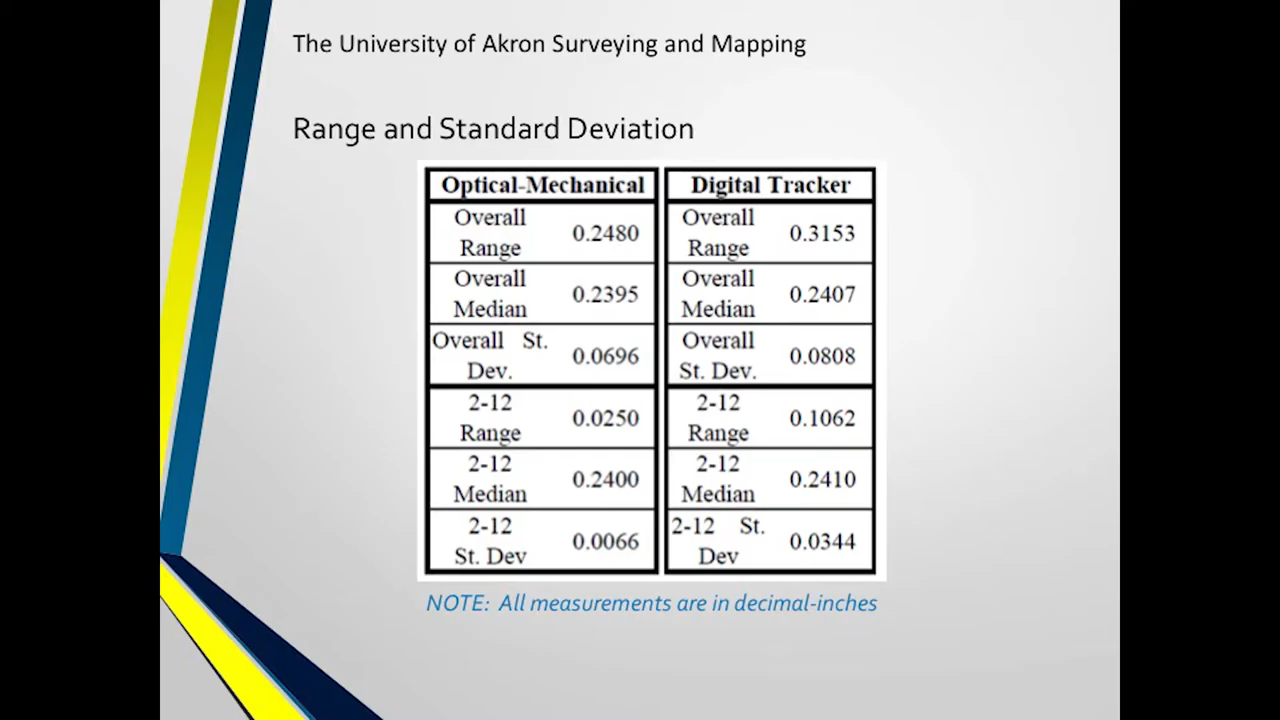 The University of Akron Surveying and Mapping
Range and Standard Deviation
Optical-Mechanical
Overall
Range
0.2480
Overall
Median
0.2395
Overall St.
Dev.
0.0696
2-12
Range
0.0250
2-12
Median
0.2400
2-12
St. Dev
0.0066
Digital Tracker
Overall
Range
0.3153
Overall
Median
0.2407
Overall
St. Dev.
0.0808
2-12
Range
0.1062
2-12
Median
0.2410
2-12 St.
Dev
0.0344
NOTE: All measurements are in decimal-inches